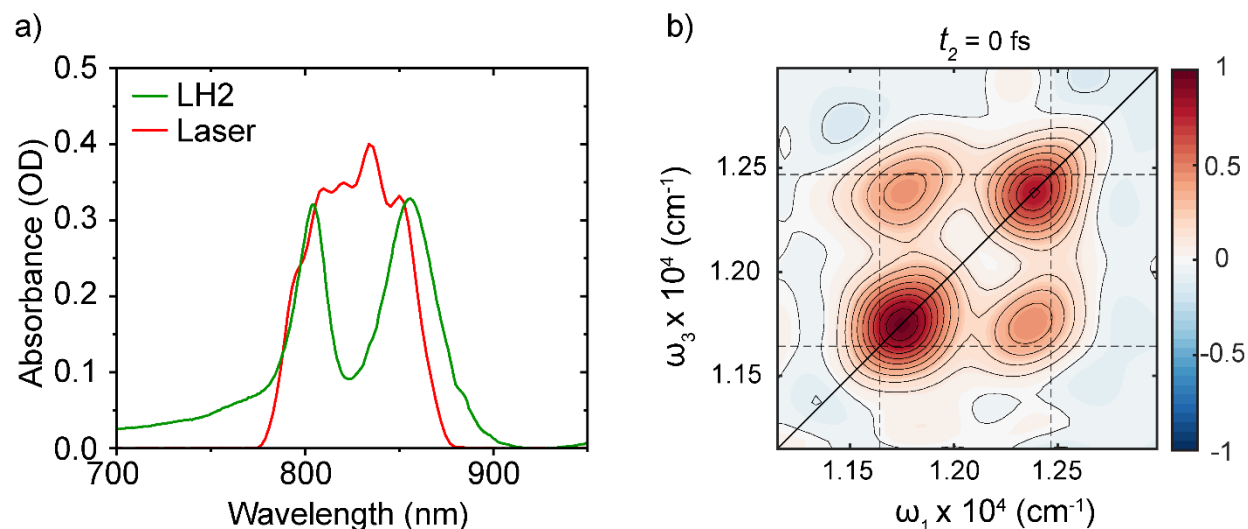 a)
0.5
0.4
0.3
0.2
0.1
0.0
Absorbance (OD)
LH2
Laser
700
800
900
Wavelength (nm)
b)
t₂ = 0 fs
1.25
1.20
1.15
ω₃ x 10⁴ (cm⁻¹)
1.15
1.20
1.25
ω₁ x 10⁴ (cm⁻¹)
1
0.5
0
-0.5
-1